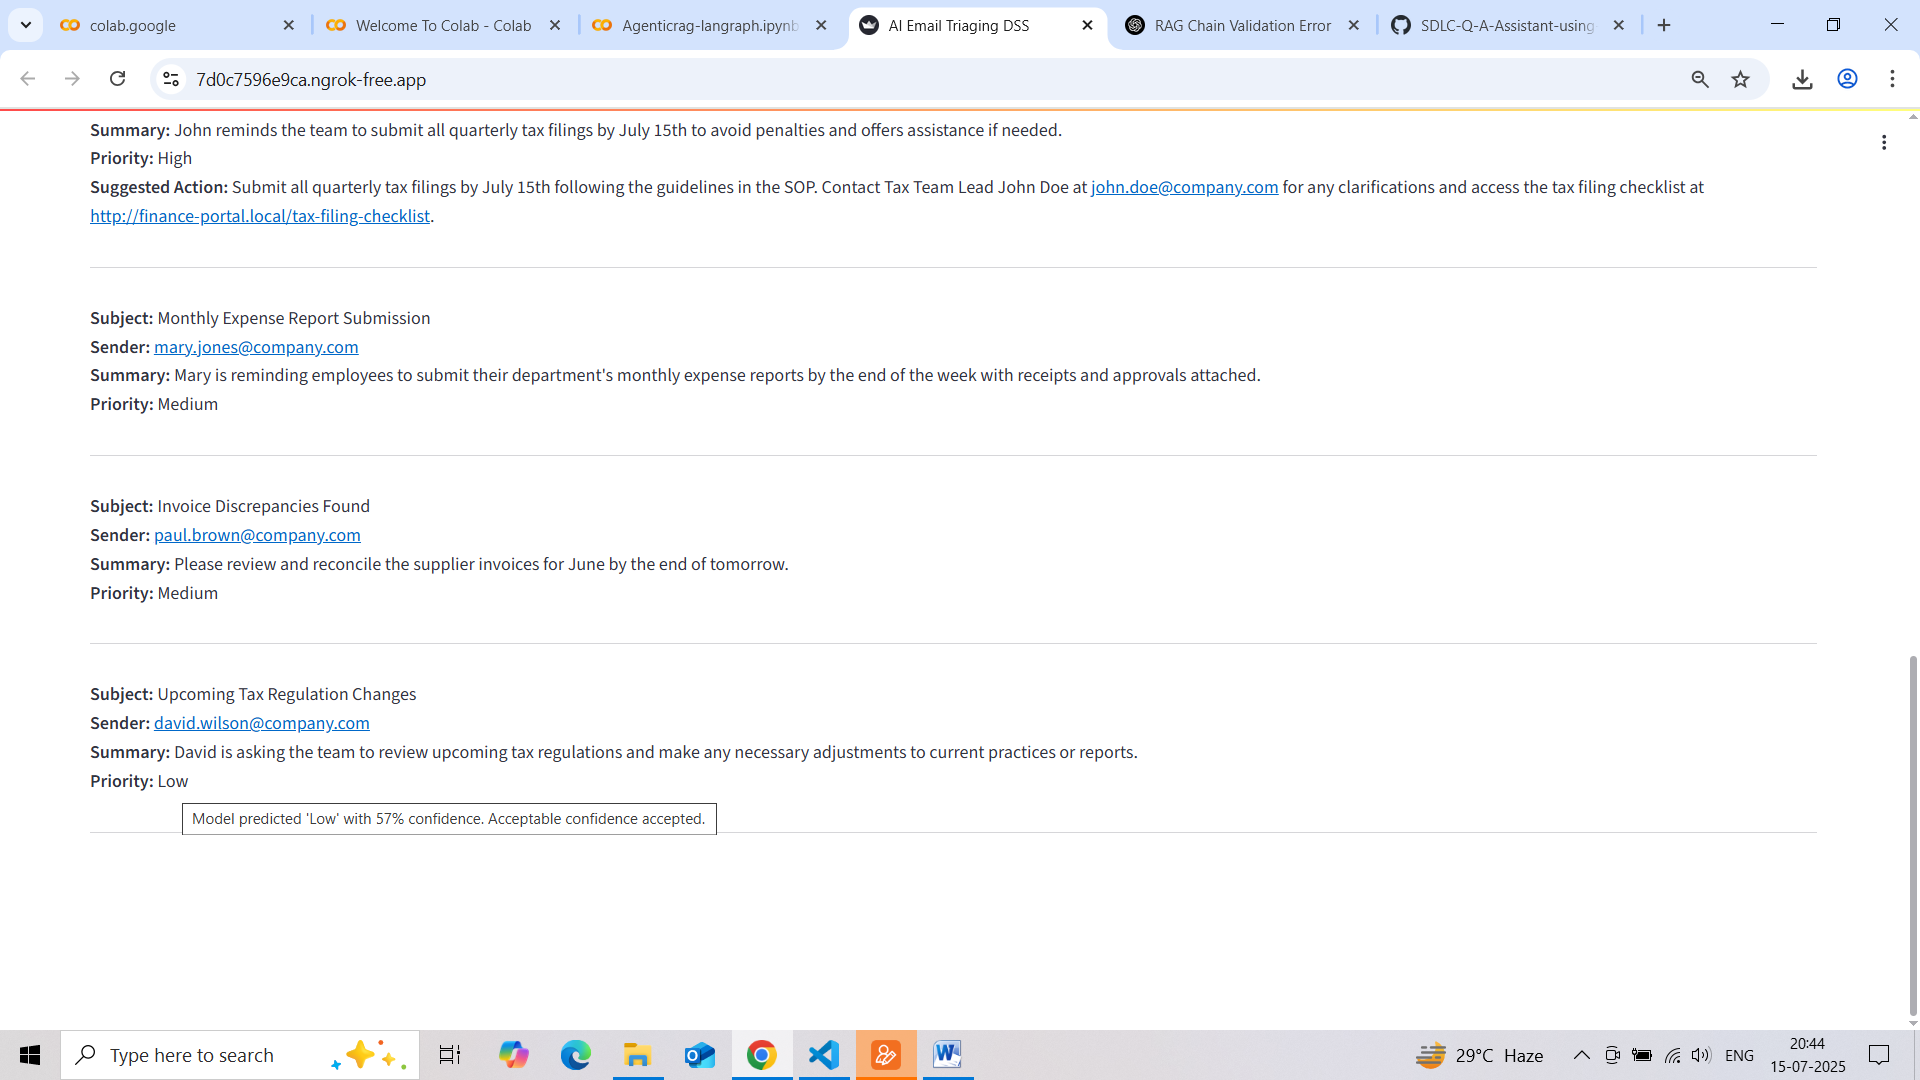 colab.google
Welcome To Colab - Colab
Agenticrag-langraph.ipynb
AI Email Triaging DSS
RAG Chain Validation Error
SDLC-Q-A-Assistant-using
7d0c7596e9ca.ngrok-free.app
Summary: John reminds the team to submit all quarterly tax filings by July 15th to avoid penalties and offers assistance if needed.
Priority: High
Suggested Action: Submit all quarterly tax filings by July 15th following the guidelines in the SOP. Contact Tax Team Lead John Doe at john.doe@company.com for any clarifications and access the tax filing checklist at
http://finance-portal.local/tax-filing-checklist.
Subject: Monthly Expense Report Submission
Sender: mary.jones@company.com
Summary: Mary is reminding employees to submit their department's monthly expense reports by the end of the week with receipts and approvals attached.
Priority: Medium
Subject: Invoice Discrepancies Found
Sender: paul.brown@company.com
Summary: Please review and reconcile the supplier invoices for June by the end of tomorrow.
Priority: Medium
Subject: Upcoming Tax Regulation Changes
Sender: david.wilson@company.com
Summary: David is asking the team to review upcoming tax regulations and make any necessary adjustments to current practices or reports.
Priority: Low
Model predicted 'Low' with 57% confidence. Acceptable confidence accepted.
Type here to search
29°C Haze
ENG
20:44
15-07-2025